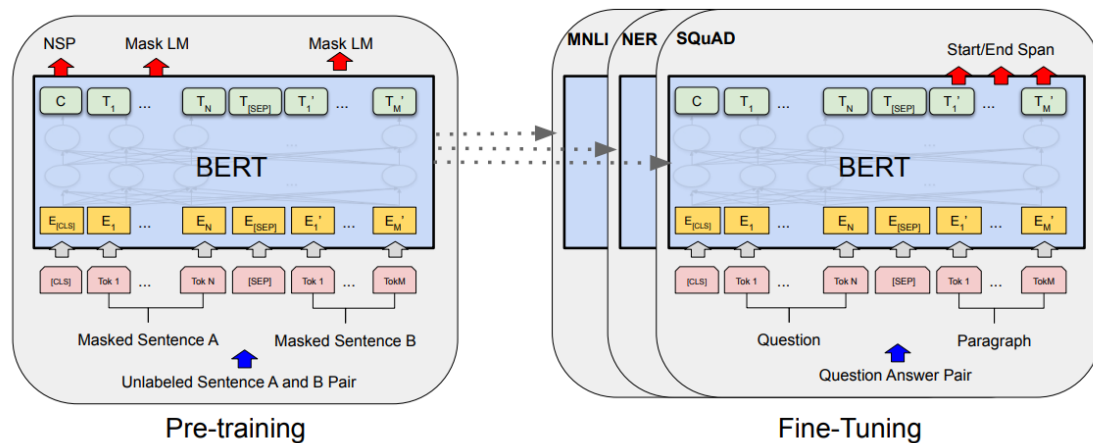 NSP Mask LM Mask LM
C T1 ... TN T[SEP] T1' ... TM'
...
BERT
...
E[CLS] E1 ... EN E[SEP] E1' ... EM'
[CLS] Tok 1 ... Tok N [SEP] Tok 1 ... TokM
Masked Sentence A Masked Sentence B
Unlabeled Sentence A and B Pair
Pre-training
MNLI NER SQuAD
Start/End Span
C T1 ... TN T[SEP] T1' ... TM'
...
BERT
...
E[CLS] E1 ... EN E[SEP] E1' ... EM'
[CLS] Tok 1 ... Tok N [SEP] Tok 1 ... TokM
Question Paragraph
Question Answer Pair
Fine-Tuning